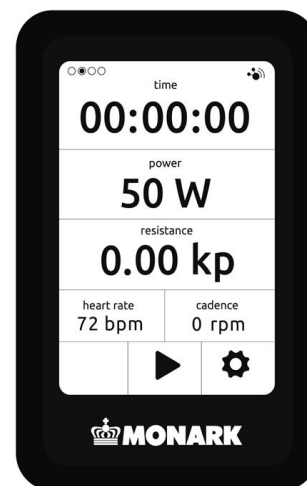 time
00:00:00
power
50 W
resistance
0.00 kp
heart rate
72 bpm
cadence
0 rpm
MONARK